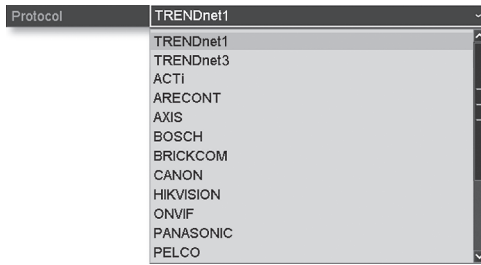 Protocol TRENDnet1
TRENDnet1
TRENDnet3
ACTi
ARECONT
AXIS
BOSCH
BRICKCOM
CANON
HIKVISION
ONVIF
PANASONIC
PELCO